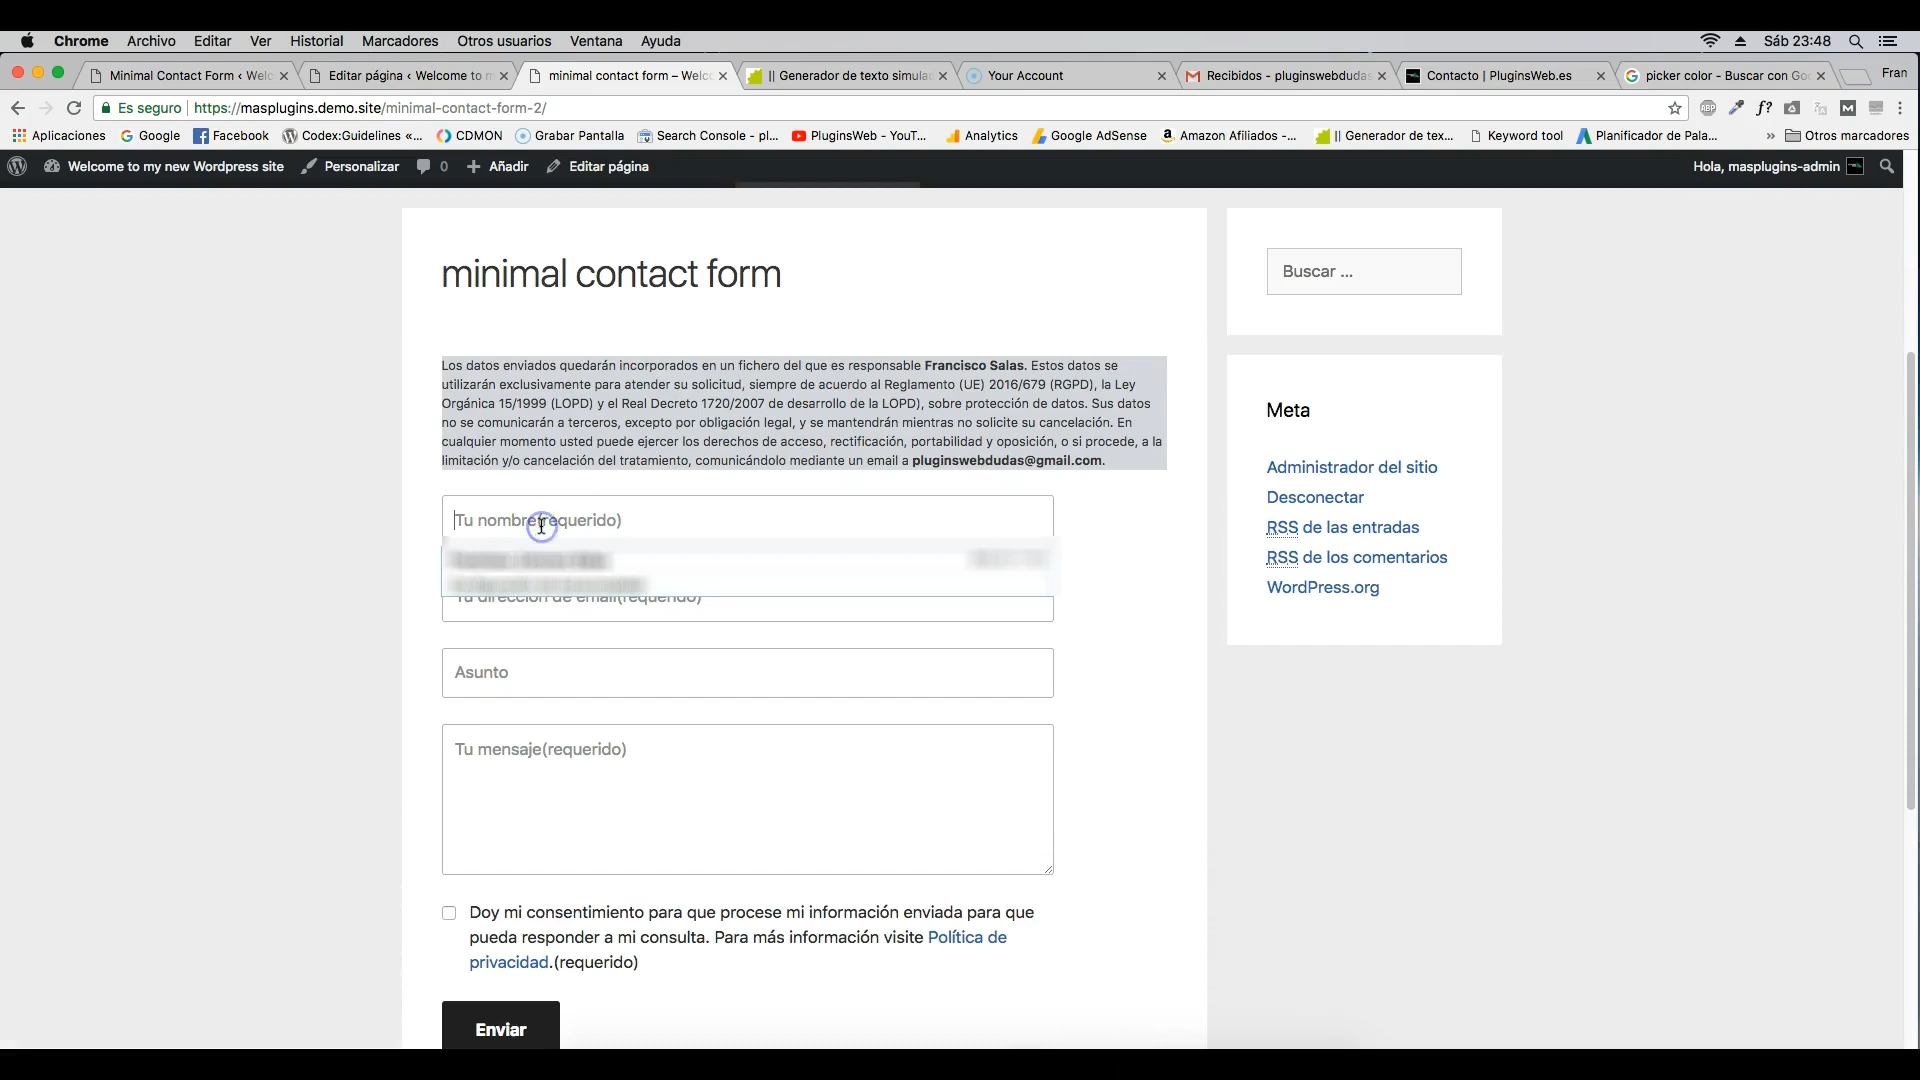 Chrome Archivo Editar Ver Historial Marcadores Otros usuarios Ventana Ayuda Sáb 23:48
Minimal Contact Form ‹ Welc Editar página ‹ Welcome to m minimal contact form – Welc || Generador de texto simula Your Account Recibidos - pluginswebdudas Contacto | PluginsWeb.es picker color - Buscar con Go Fran
Es seguro https://masplugins.demo.site/minimal-contact-form-2/ ABP f? M
Aplicaciones Google Facebook Codex:Guidelines «... CDMON Grabar Pantalla Search Console - pl... PluginsWeb - YouT... Analytics Google AdSense Amazon Afiliados -... || Generador de tex... Keyword tool Planificador de Pala... » Otros marcadores
Welcome to my new Wordpress site Personalizar 0 Añadir Editar página Hola, masplugins-admin
minimal contact form
Buscar ...
Los datos enviados quedarán incorporados en un fichero del que es responsable Francisco Salas. Estos datos se
utilizarán exclusivamente para atender su solicitud, siempre de acuerdo al Reglamento (UE) 2016/679 (RGPD), la Ley
Orgánica 15/1999 (LOPD) y el Real Decreto 1720/2007 de desarrollo de la LOPD), sobre protección de datos. Sus datos
no se comunicarán a terceros, excepto por obligación legal, y se mantendrán mientras no solicite su cancelación. En
cualquier momento usted puede ejercer los derechos de acceso, rectificación, portabilidad y oposición, o si procede, a la
limitación y/o cancelación del tratamiento, comunicándolo mediante un email a pluginswebdudas@gmail.com.
Tu nombre(requerido)
Tu dirección de email(requerido)
Asunto
Tu mensaje(requerido)
Doy mi consentimiento para que procese mi información enviada para que
pueda responder a mi consulta. Para más información visite Política de
privacidad.(requerido)
Enviar
Meta
Administrador del sitio
Desconectar
RSS de las entradas
RSS de los comentarios
WordPress.org